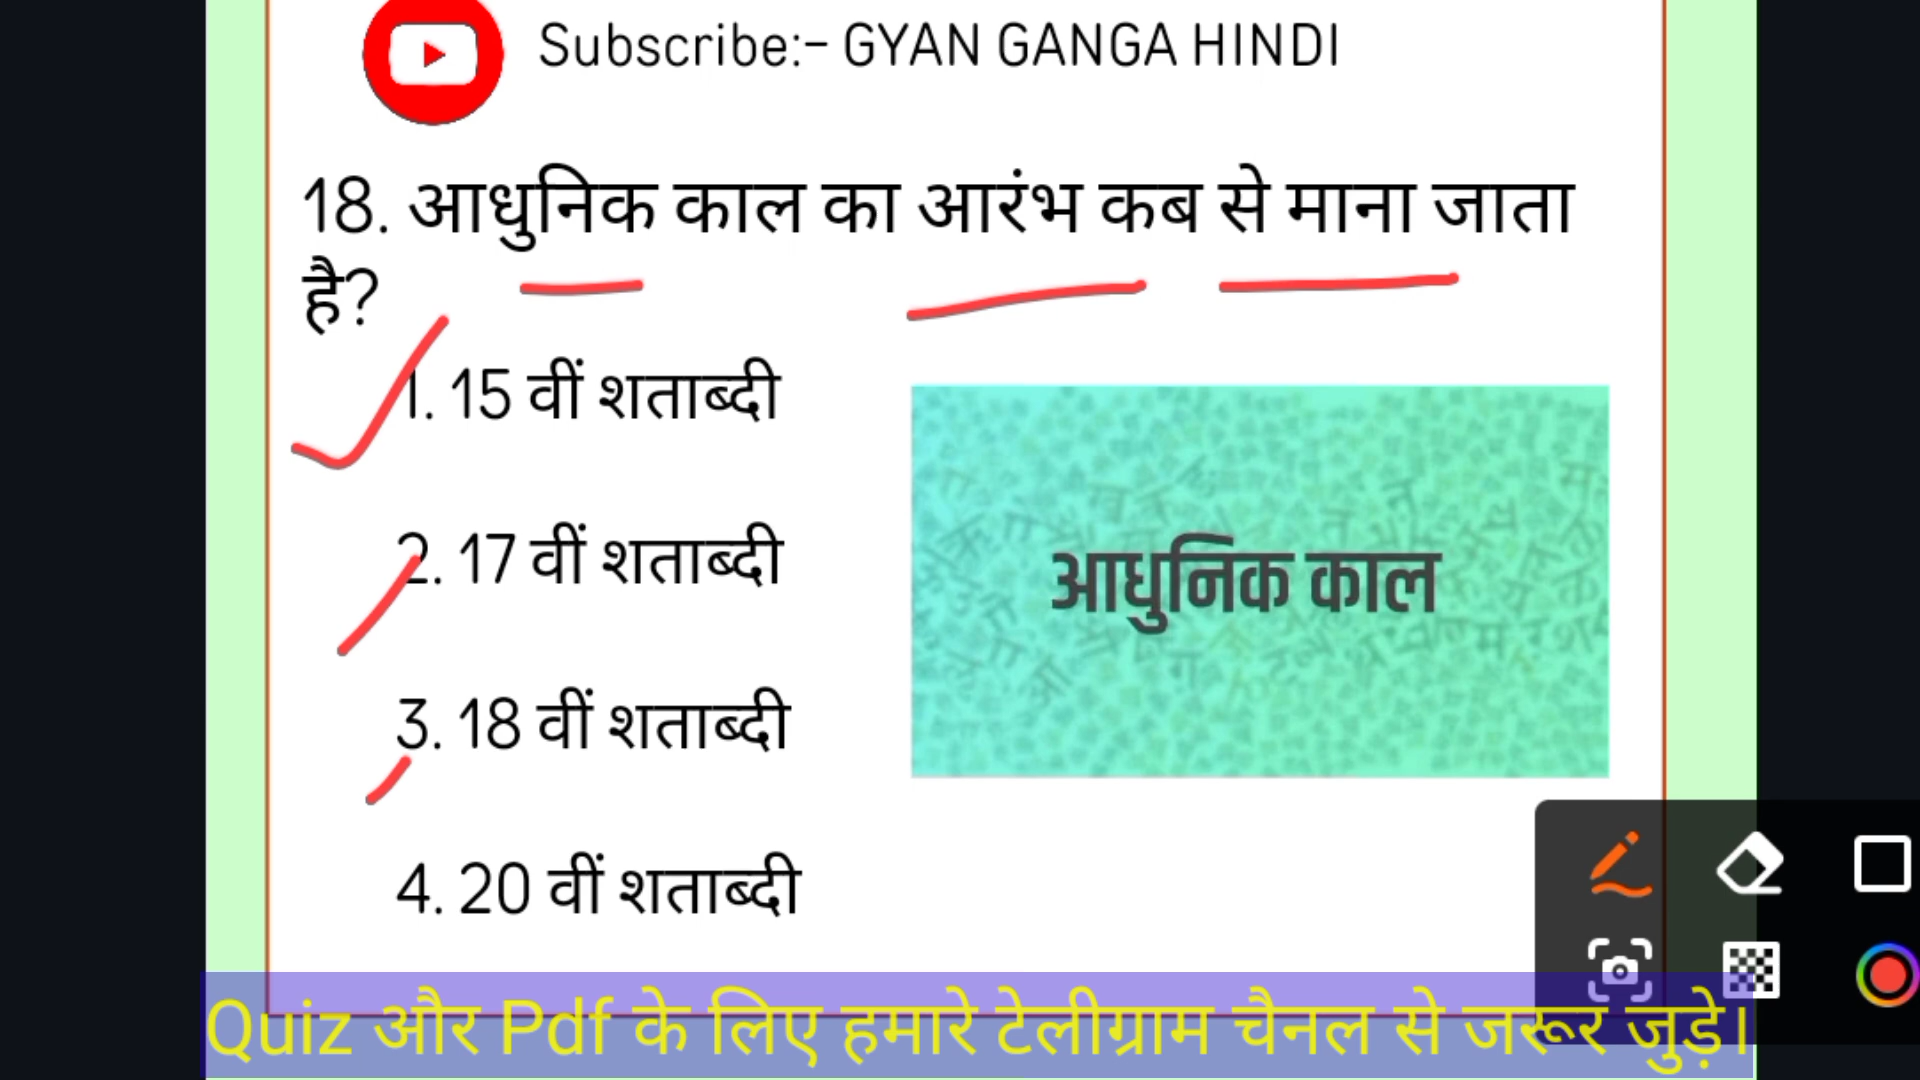 Subscribe:- GYAN GANGA HINDI
18. आधुनिक काल का आरंभ कब से माना जाता
है?
1. 15 वीं शताब्दी
2. 17 वीं शताब्दी
3. 18 वीं शताब्दी
4. 20 वीं शताब्दी
आधुनिक काल
Quiz और Pdf के लिए हमारे टेलीग्राम चैनल से जरूर जुड़े।